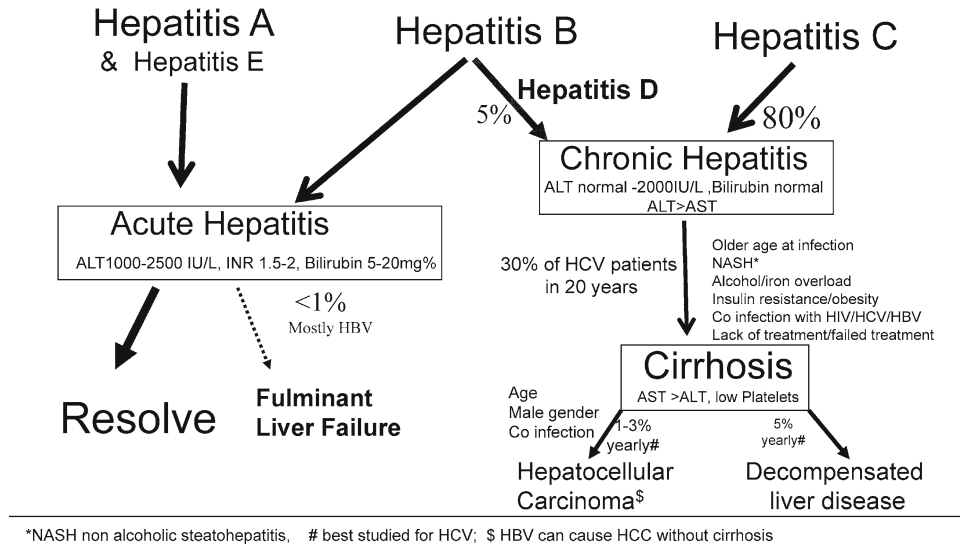 Hepatitis A
& Hepatitis E
Hepatitis B
Hepatitis C
Hepatitis D
5%
80%
Chronic Hepatitis
ALT normal -2000IU/L ,Bilirubin normal
ALT>AST
Acute Hepatitis
ALT1000-2500 IU/L, INR 1.5-2, Bilirubin 5-20mg%
30% of HCV patients
in 20 years
Older age at infection
NASH*
Alcohol/iron overload
Insulin resistance/obesity
Co infection with HIV/HCV/HBV
Lack of treatment/failed treatment
<1%
Mostly HBV
Resolve
Fulminant
Liver Failure
Cirrhosis
AST >ALT, low Platelets
Age
Male gender
Co infection
1-3%
yearly#
5%
yearly#
Hepatocellular
Carcinoma$
Decompensated
liver disease
*NASH non alcoholic steatohepatitis, # best studied for HCV; $ HBV can cause HCC without cirrhosis